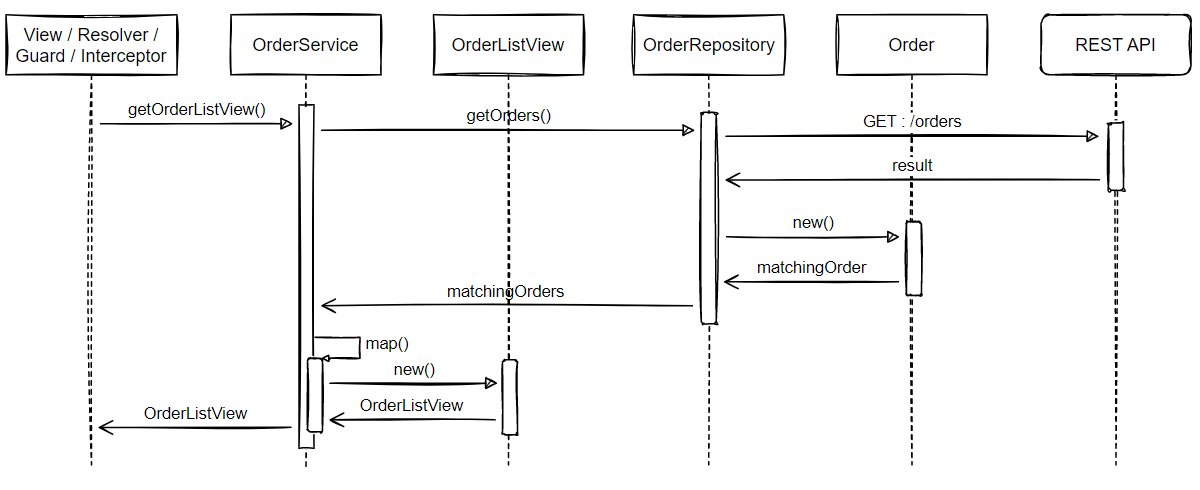 View / Resolver /
Guard / Interceptor
OrderService
OrderListView
OrderRepository
Order
REST API
getOrderListView()
getOrders()
GET : /orders
result
new()
matchingOrder
matchingOrders
map()
new()
OrderListView
OrderListView